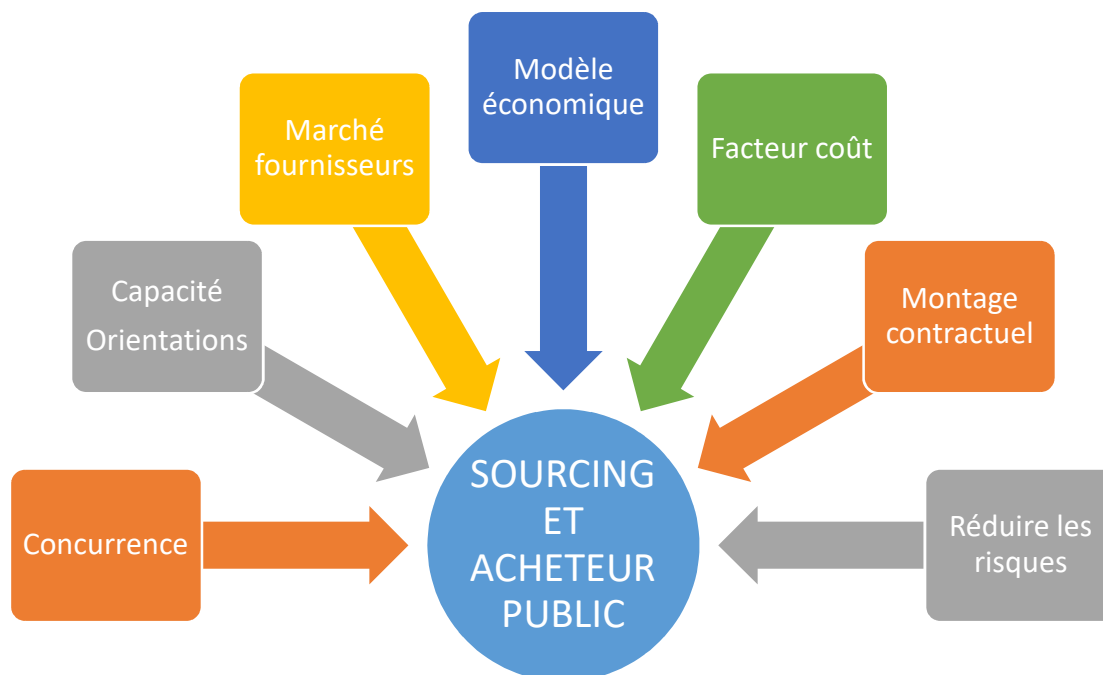 Modèle
économique
Marché
fournisseurs
Facteur coût
Capacité
Orientations
Montage
contractuel
Concurrence
SOURCING
ET
ACHETEUR
PUBLIC
Réduire les
risques